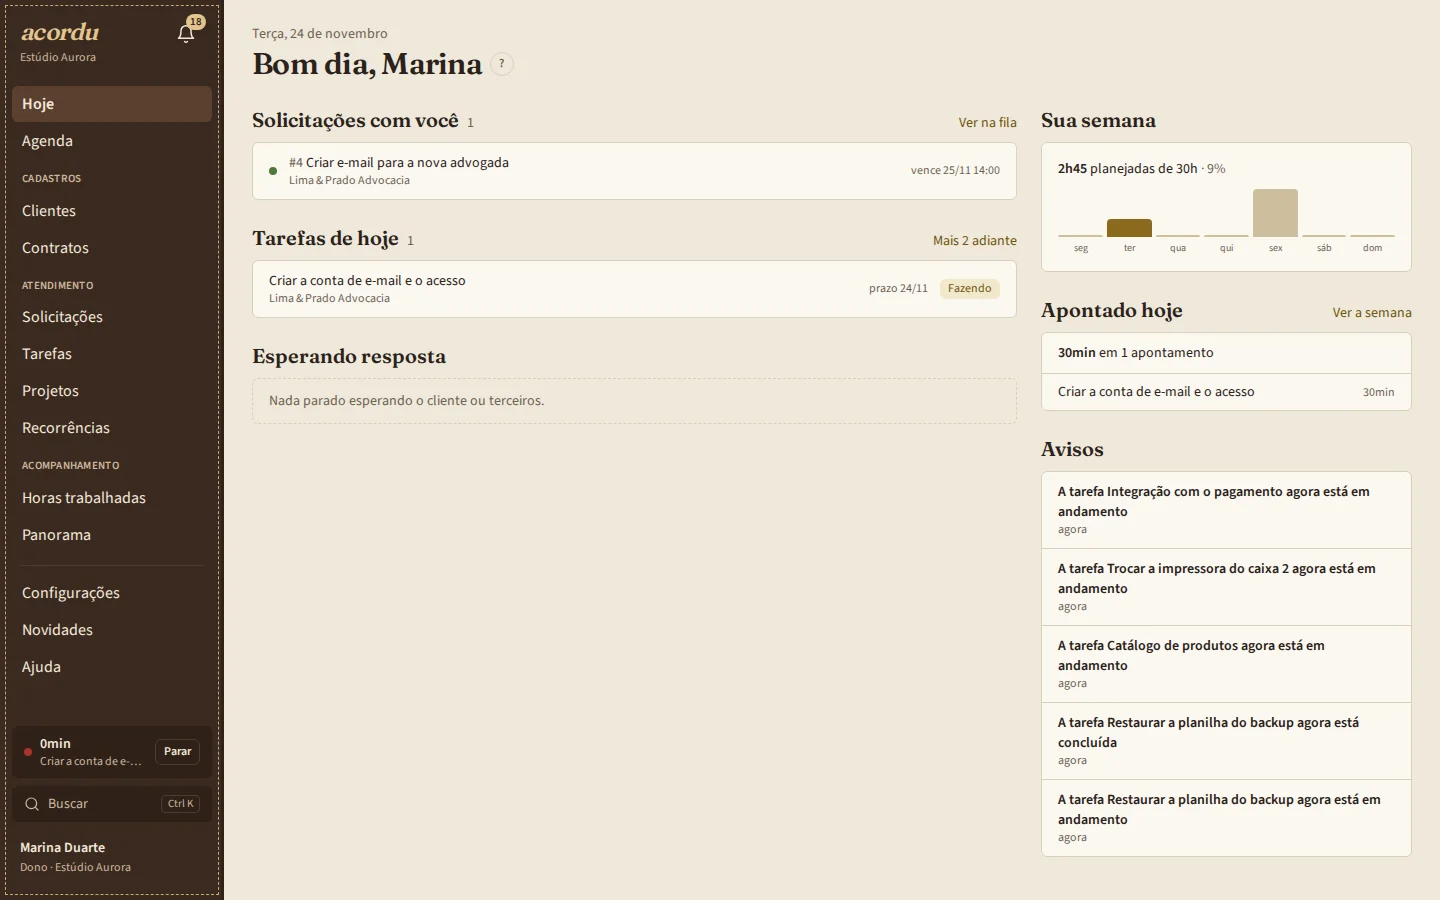 acordu
18
Estúdio Aurora
Hoje
Agenda
CADASTROS
Clientes
Contratos
ATENDIMENTO
Solicitações
Tarefas
Projetos
Recorrências
ACOMPANHAMENTO
Horas trabalhadas
Panorama
Configurações
Novidades
Ajuda
0min
Criar a conta de e-...
Parar
Buscar
Ctrl K
Marina Duarte
Dono · Estúdio Aurora
Terça, 24 de novembro
Bom dia, Marina ?
Solicitações com você 1
Ver na fila
#4 Criar e-mail para a nova advogada
Lima & Prado Advocacia
vence 25/11 14:00
Tarefas de hoje 1
Mais 2 adiante
Criar a conta de e-mail e o acesso
Lima & Prado Advocacia
prazo 24/11
Fazendo
Esperando resposta
Nada parado esperando o cliente ou terceiros.
Sua semana
2h45 planejadas de 30h · 9%
seg ter qua qui sex sáb dom
Apontado hoje
Ver a semana
30min em 1 apontamento
Criar a conta de e-mail e o acesso
30min
Avisos
A tarefa Integração com o pagamento agora está em
andamento
agora
A tarefa Trocar a impressora do caixa 2 agora está em
andamento
agora
A tarefa Catálogo de produtos agora está em
andamento
agora
A tarefa Restaurar a planilha do backup agora está
concluída
agora
A tarefa Restaurar a planilha do backup agora está em
andamento
agora